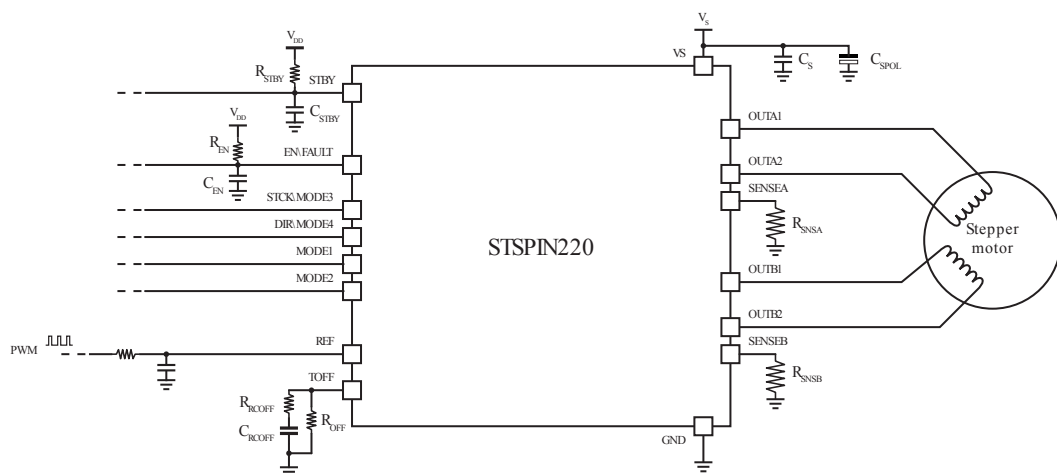 VS
VS
CS
CSPOL
VDD
RSTBY
STBY
CSTBY
VDD
REN
EN\FAULT
CEN
STCK\MODE3
DIR\MODE4
MODE1
MODE2
PWM
REF
TOFF
RRCOFF
CRCOFF
ROFF
STSPIN220
OUTA1
OUTA2
SENSEA
RSNSA
OUTB1
OUTB2
SENSEB
RSNSB
GND
Stepper
motor